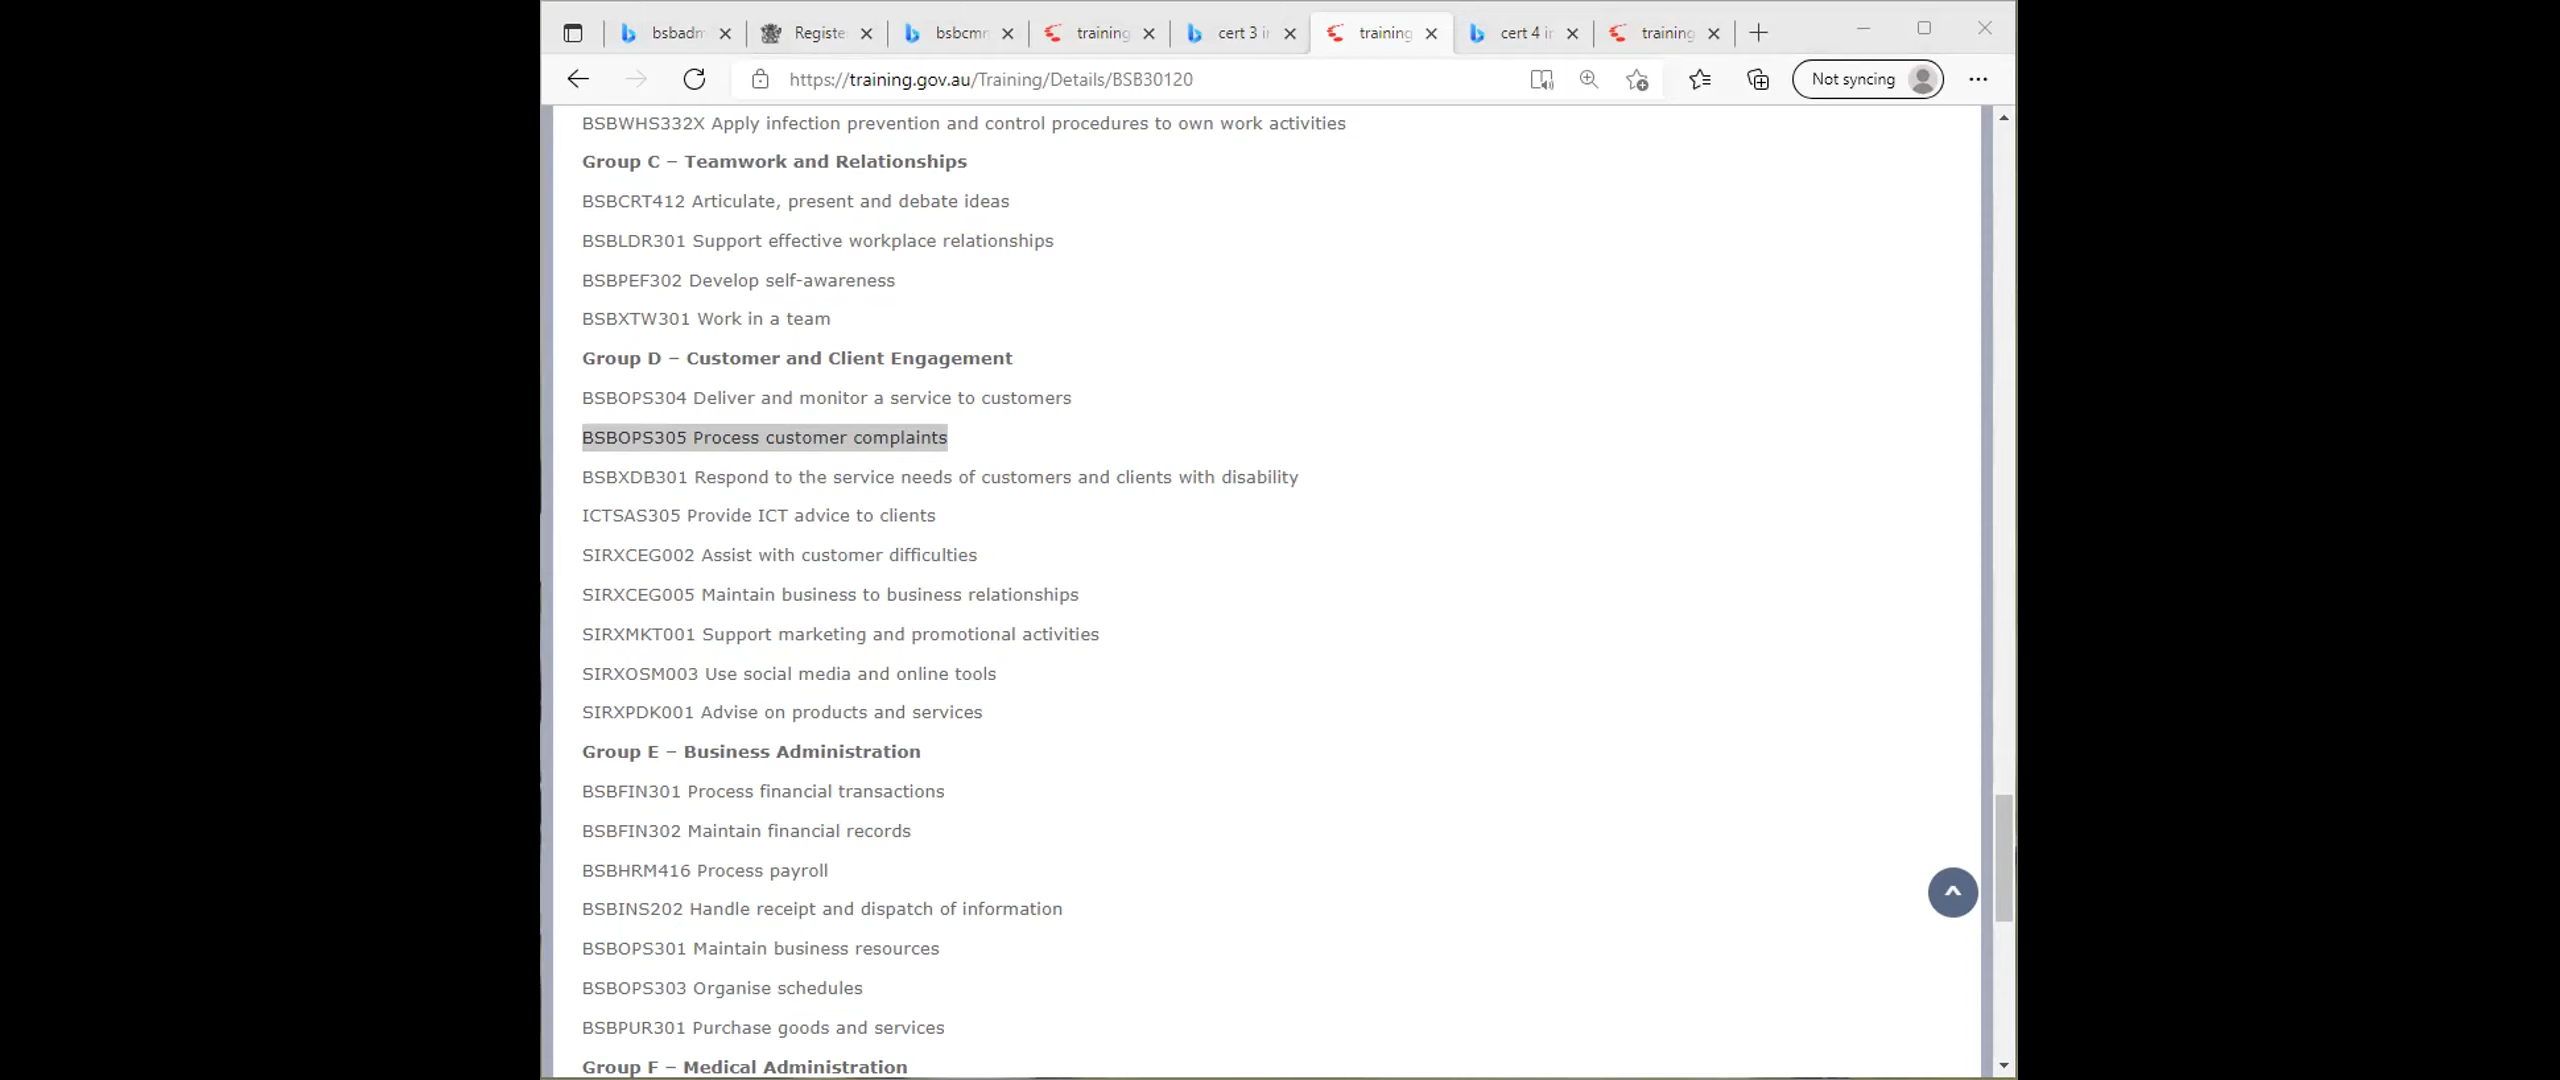 bsbadm
Registe
bsbcmn
training
cert 3 i
training
cert 4 i
training
https://training.gov.au/Training/Details/BSB30120
Not syncing
BSBWHS332X Apply infection prevention and control procedures to own work activities
Group C – Teamwork and Relationships
BSBCRT412 Articulate, present and debate ideas
BSBLDR301 Support effective workplace relationships
BSBPEF302 Develop self-awareness
BSBXTW301 Work in a team
Group D – Customer and Client Engagement
BSBOPS304 Deliver and monitor a service to customers
BSBOPS305 Process customer complaints
BSBXDB301 Respond to the service needs of customers and clients with disability
ICTSAS305 Provide ICT advice to clients
SIRXCEG002 Assist with customer difficulties
SIRXCEG005 Maintain business to business relationships
SIRXMKT001 Support marketing and promotional activities
SIRXOSM003 Use social media and online tools
SIRXPDK001 Advise on products and services
Group E – Business Administration
BSBFIN301 Process financial transactions
BSBFIN302 Maintain financial records
BSBHRM416 Process payroll
BSBINS202 Handle receipt and dispatch of information
BSBOPS301 Maintain business resources
BSBOPS303 Organise schedules
BSBPUR301 Purchase goods and services
Group F – Medical Administration